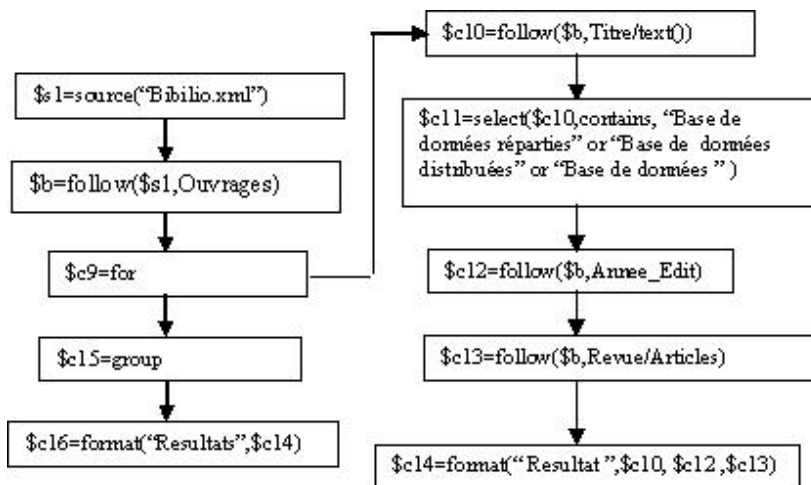 $s1=source("Bibilio.xml")
$b=follow($s1,Ouvrages)
$c9=for
$c15=group
$c16=format("Resultats",$c14)
$c10=follow($b,Titre/text())
$c11=select($c10,contains, "Base de
données réparties" or "Base de données
distribuées" or "Base de données ")
$c12=follow($b,Annee_Edit)
$c13=follow($b,Revue/Articles)
$c14=format("Resultat",$c10, $c12,$c13)